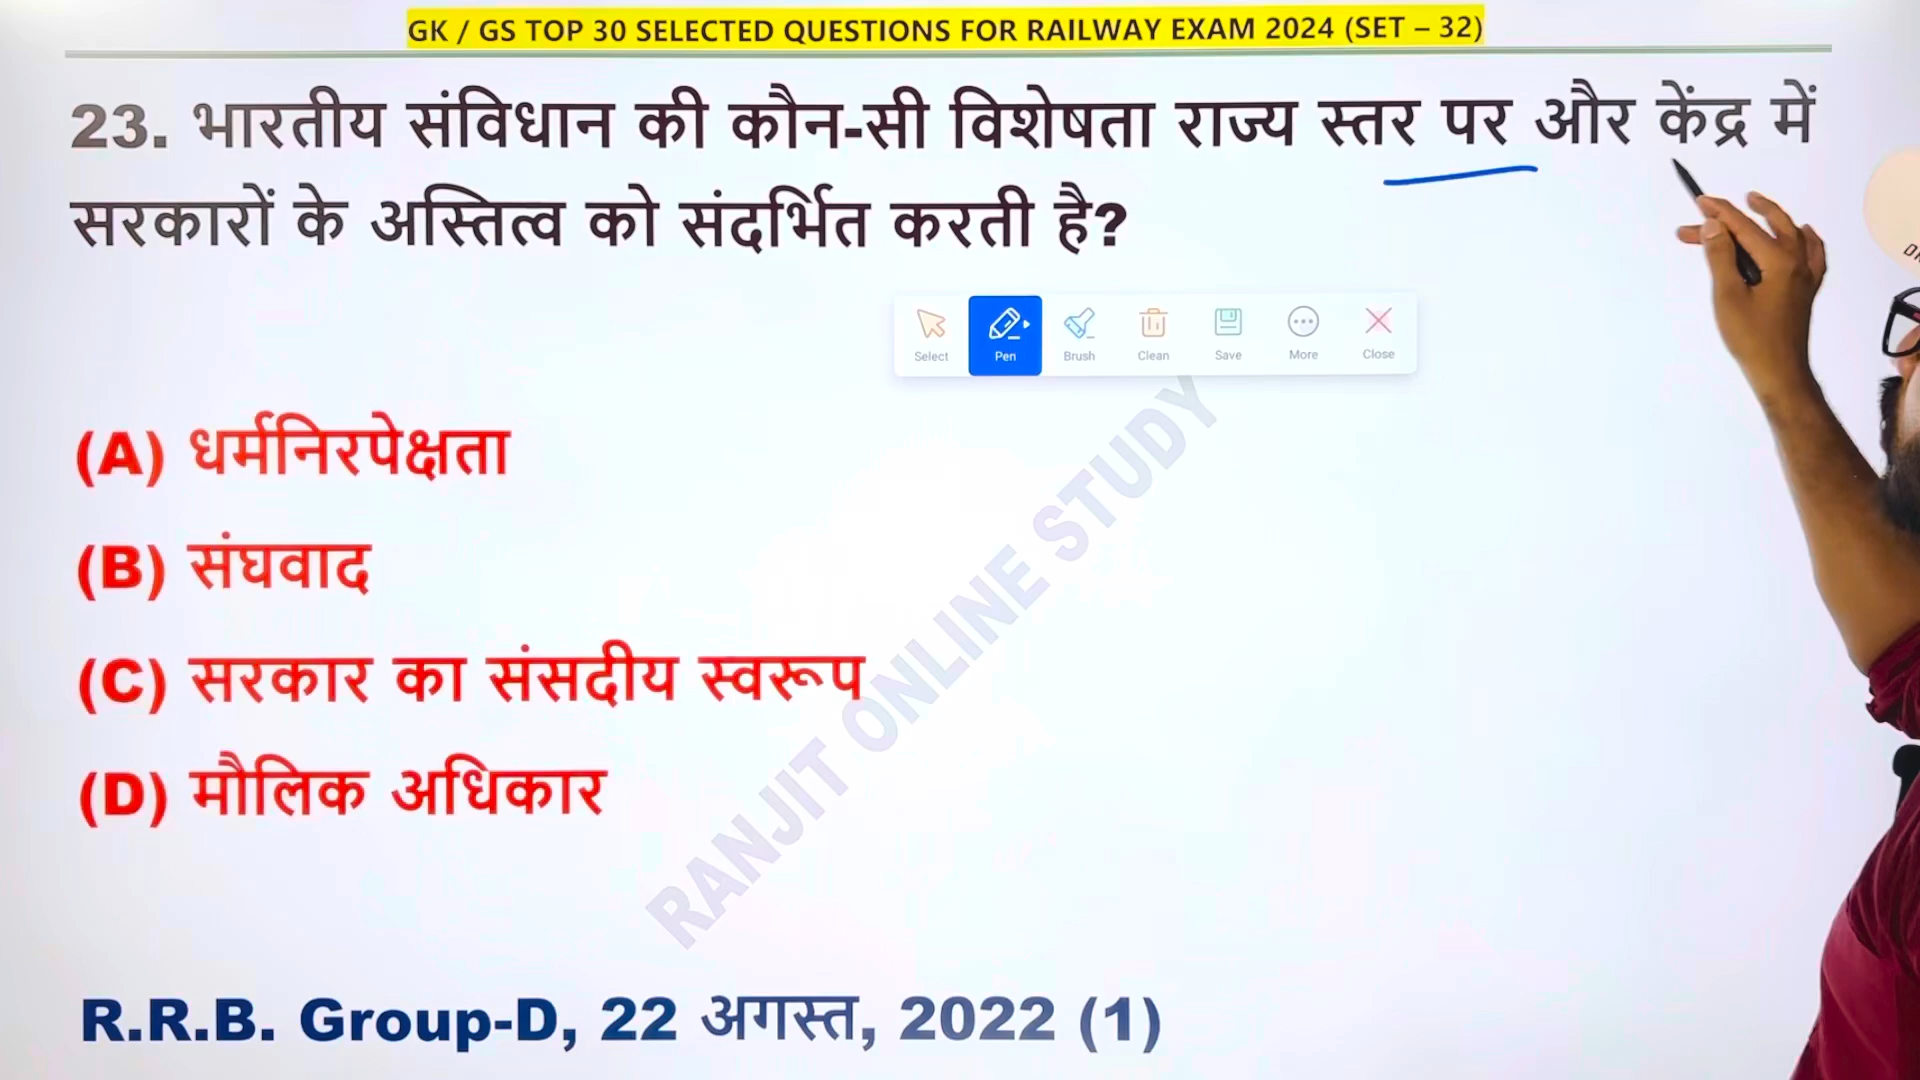 GK / GS TOP 30 SELECTED QUESTIONS FOR RAILWAY EXAM 2024 (SET – 32)
23. भारतीय संविधान की कौन-सी विशेषता राज्य स्तर पर और केंद्र में
सरकारों के अस्तित्व को संदर्भित करती है?
Select Pen Brush Clean Save More Close
(A) धर्मनिरपेक्षता
(B) संघवाद
(C) सरकार का संसदीय स्वरूप
(D) मौलिक अधिकार
RANJIT ONLINE STUDY
R.R.B. Group-D, 22 अगस्त, 2022 (1)